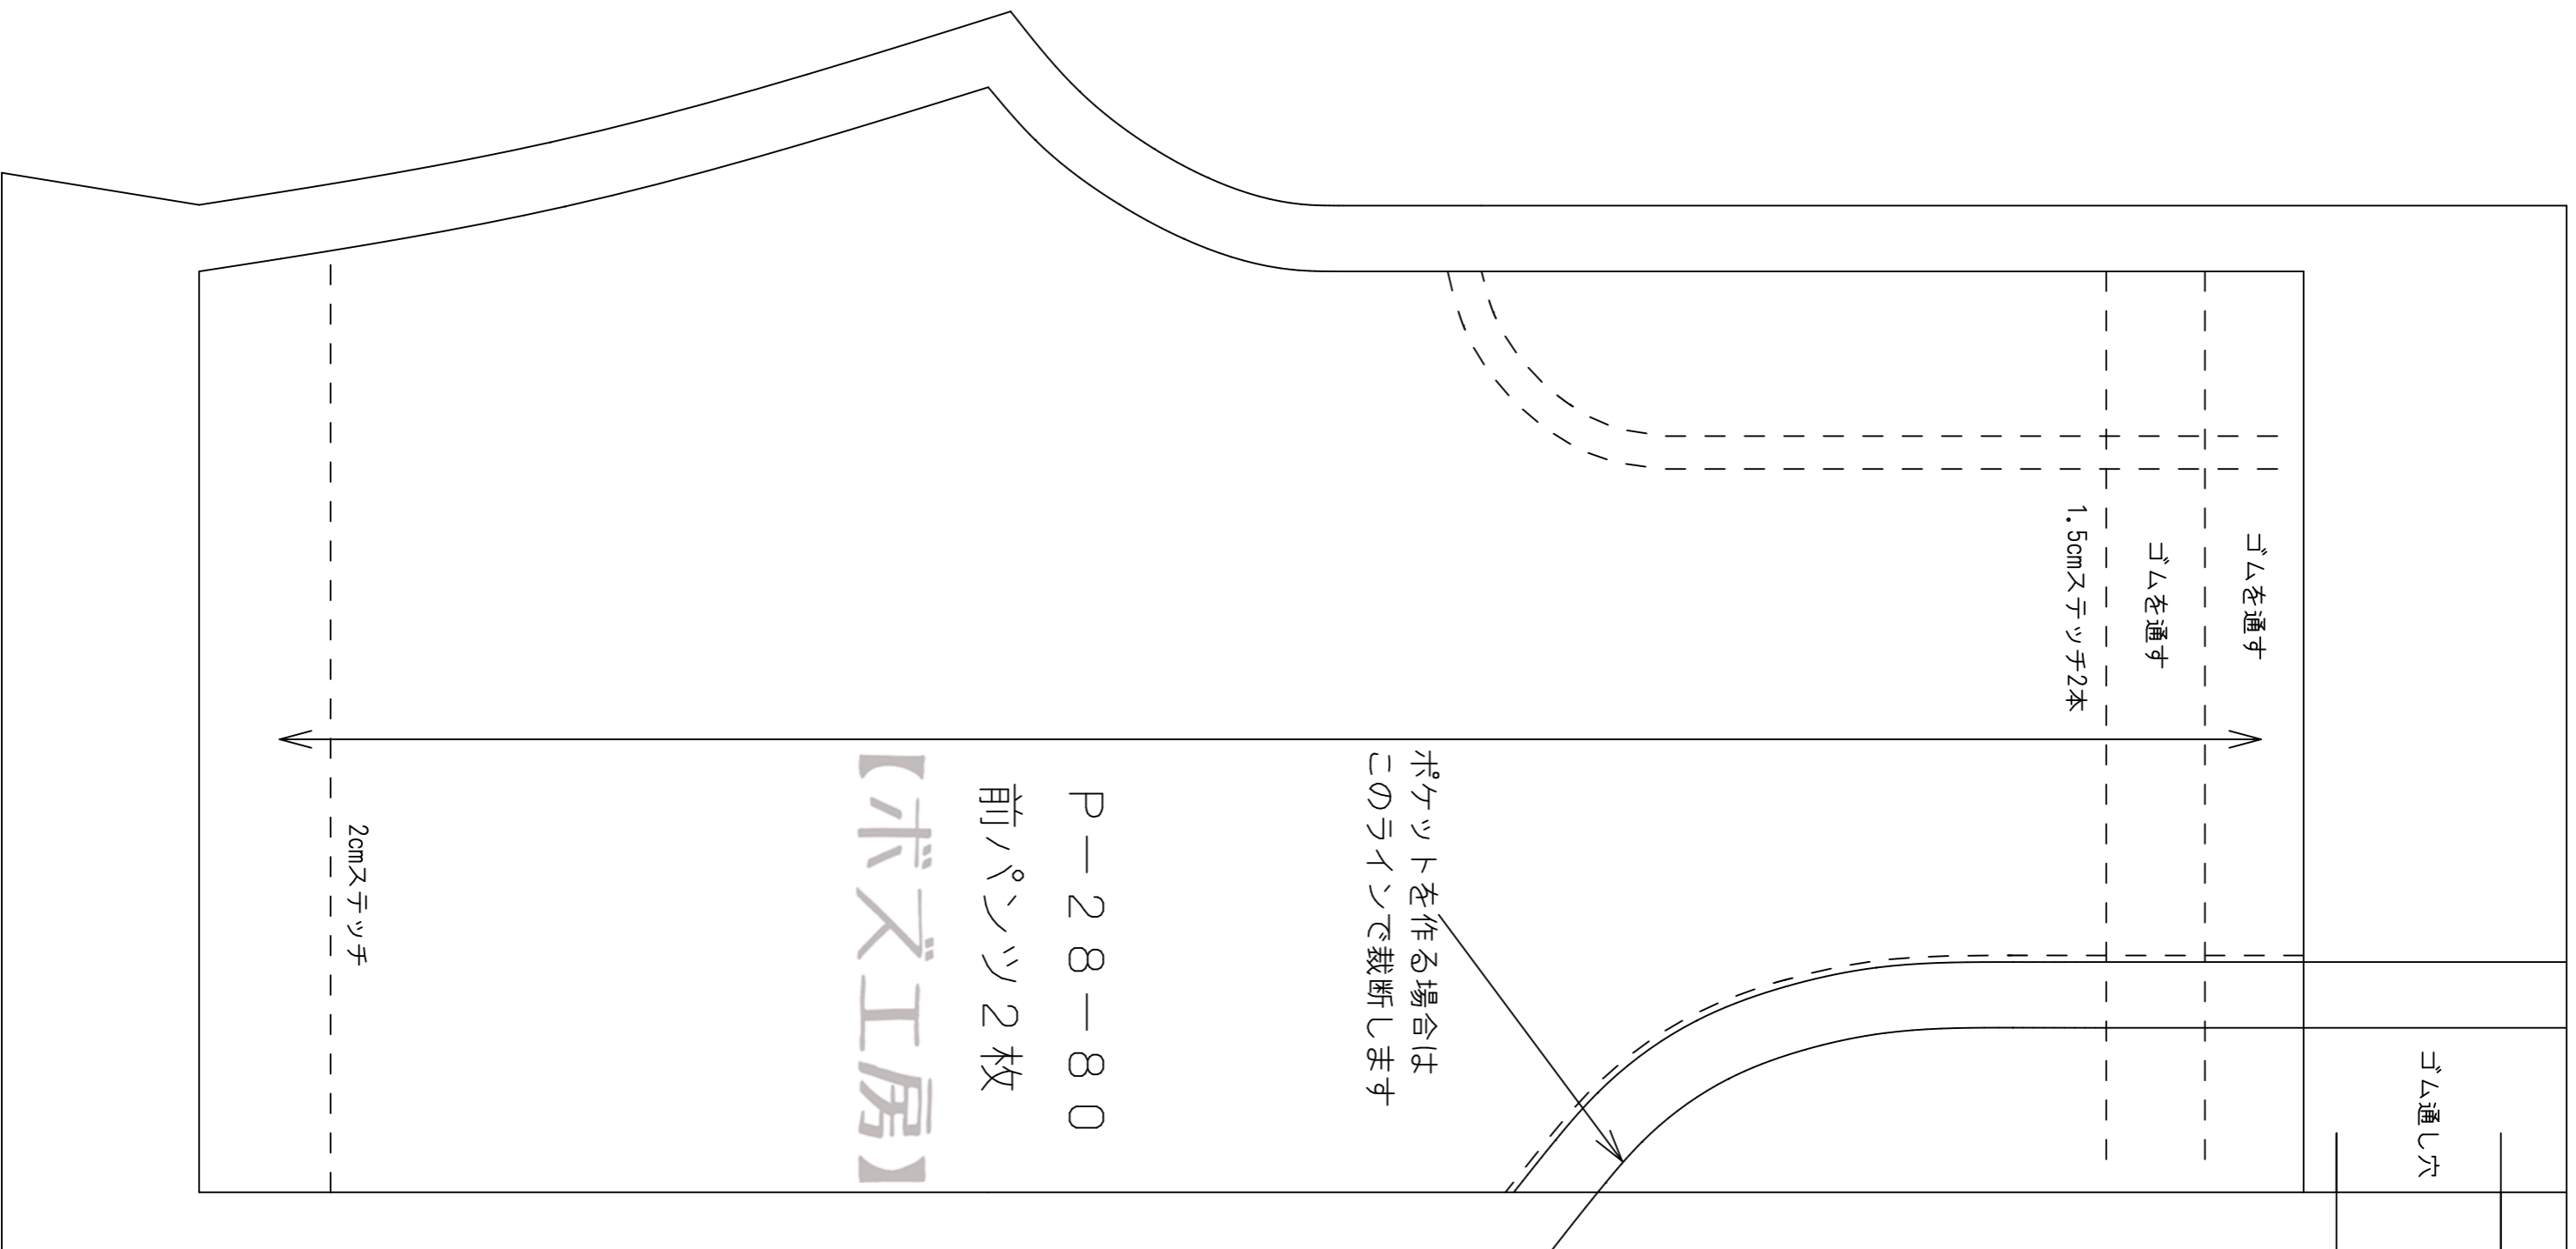 ゴム通し穴
ゴムを通す
ゴムを通す
1.5cmステッチ2本
ポケットを作る場合は
このラインで裁断します
P－28－80
前パンツ2枚
【ボズ工房】
2cmステッチ